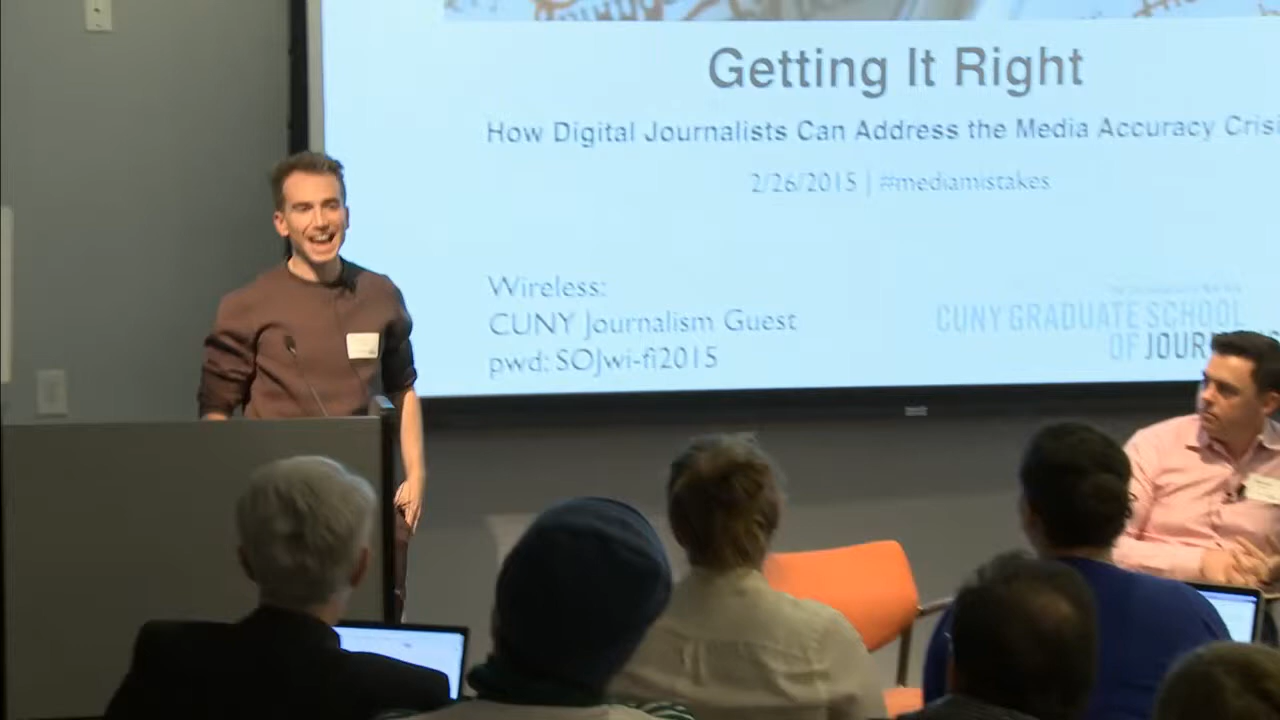 Getting It Right
How Digital Journalists Can Address the Media Accuracy Cris
2/26/2015 | #mediamistakes
Wireless:
CUNY Journalism Guest
pwd: SOJwi-fi2015
CUNY GRADUATE SCHOOL
OF JOUR